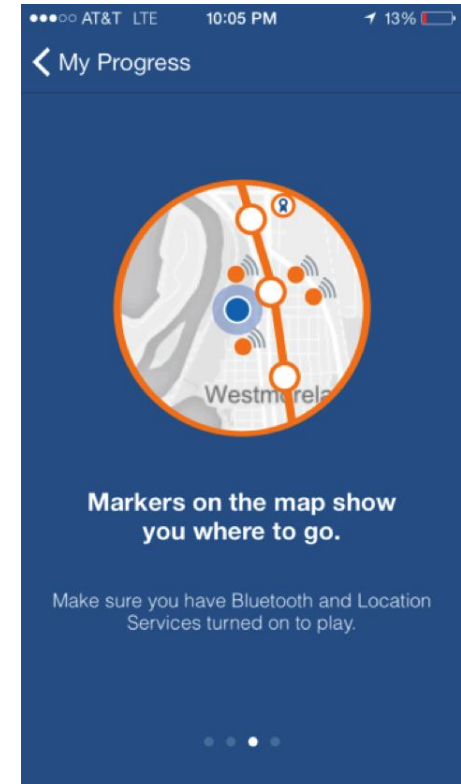 AT&T LTE 10:05 PM 13%
My Progress
Westmorela
Markers on the map show
you where to go.
Make sure you have Bluetooth and Location
Services turned on to play.